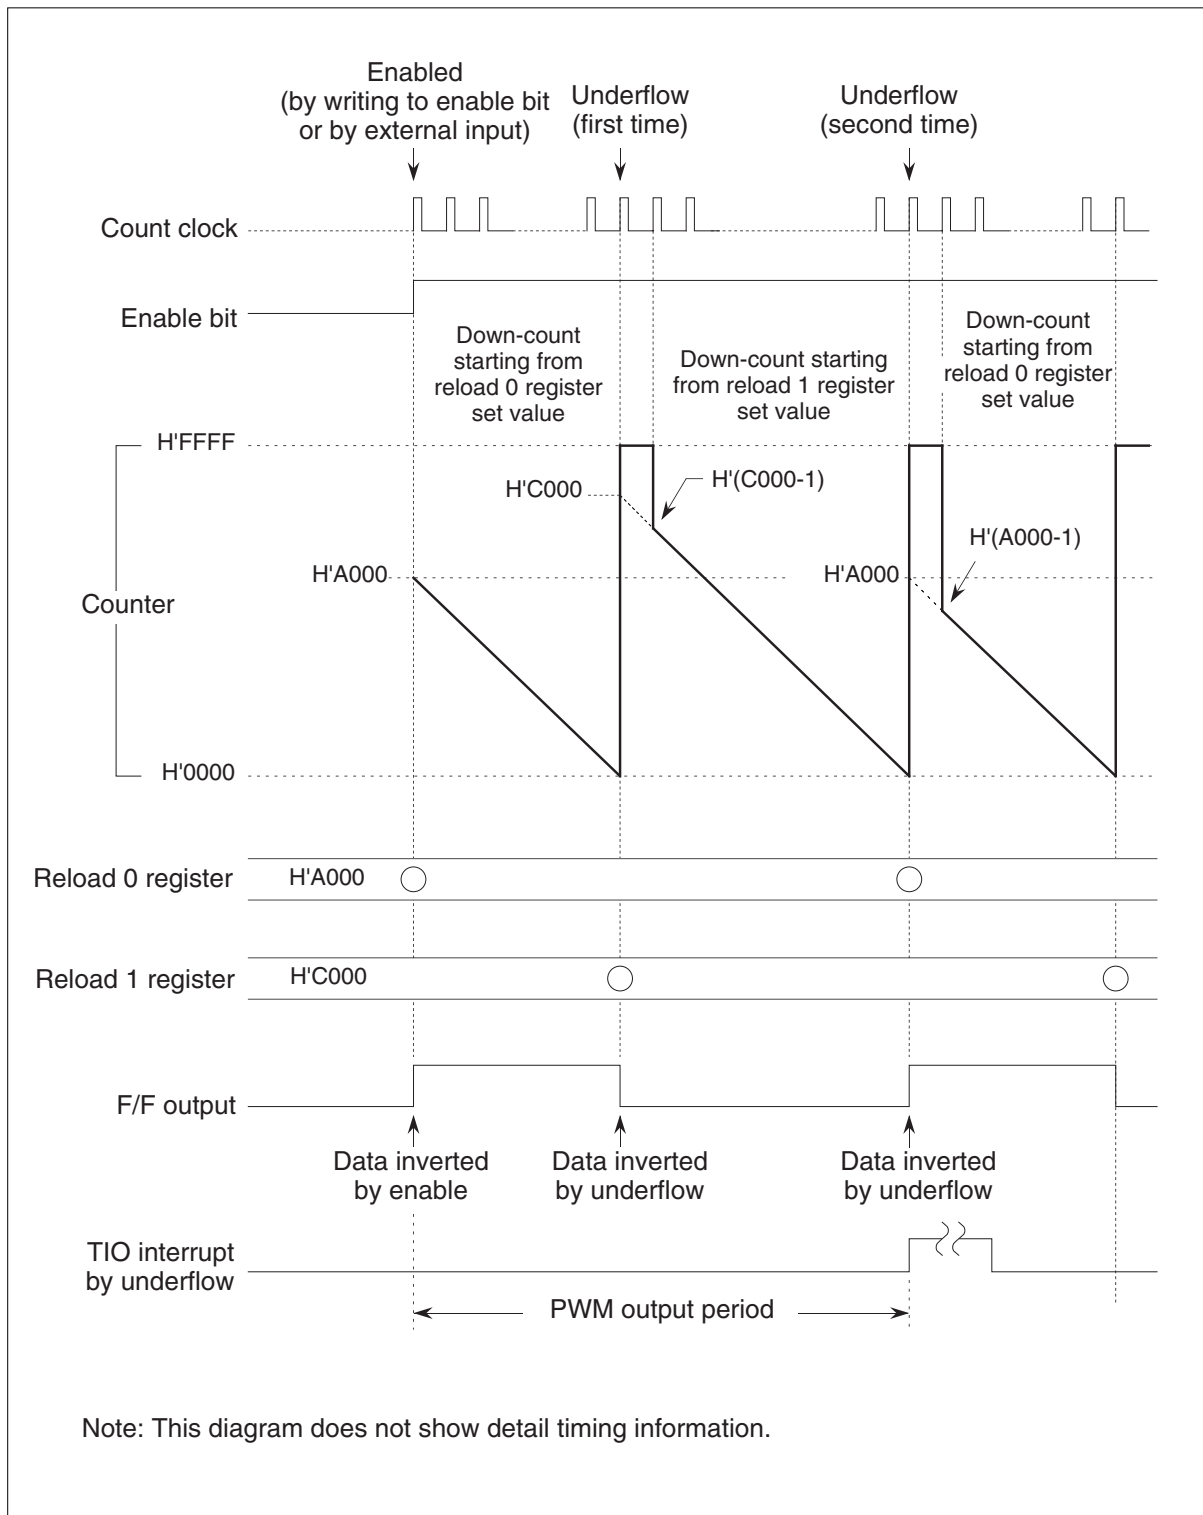 Enabled
(by writing to enable bit
or by external input)
Underflow
(first time)
Underflow
(second time)
Count clock
Enable bit
Down-count
starting from
reload 0 register
set value
Down-count starting
from reload 1 register
set value
Down-count
starting from
reload 0 register
set value
H'FFFF
H'C000
H'(C000-1)
H'(A000-1)
H'A000
H'A000
Counter
H'0000
Reload 0 register
H'A000
Reload 1 register
H'C000
F/F output
Data inverted
by enable
Data inverted
by underflow
Data inverted
by underflow
TIO interrupt
by underflow
PWM output period
Note: This diagram does not show detail timing information.